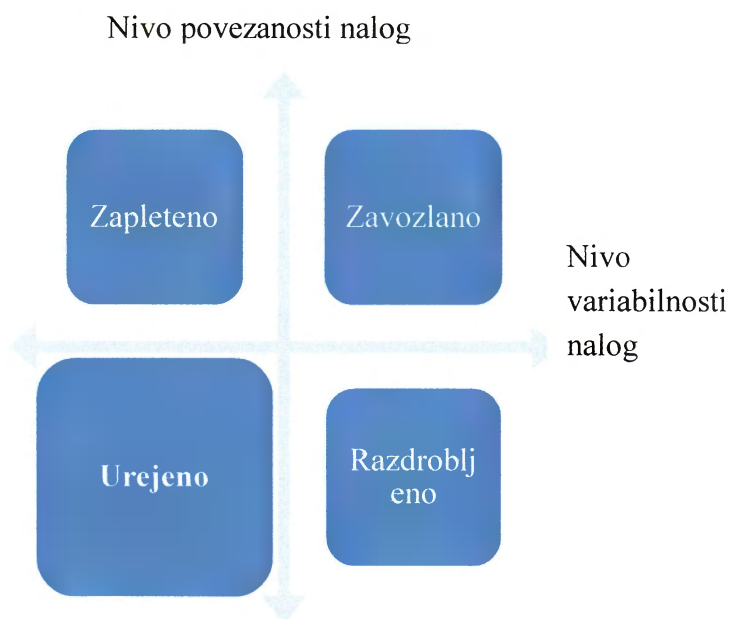 Nivo povezanosti nalog
Zapleteno
Zavozlano
Nivo
variabilnosti
nalog
Urejeno
Razdroblj
eno